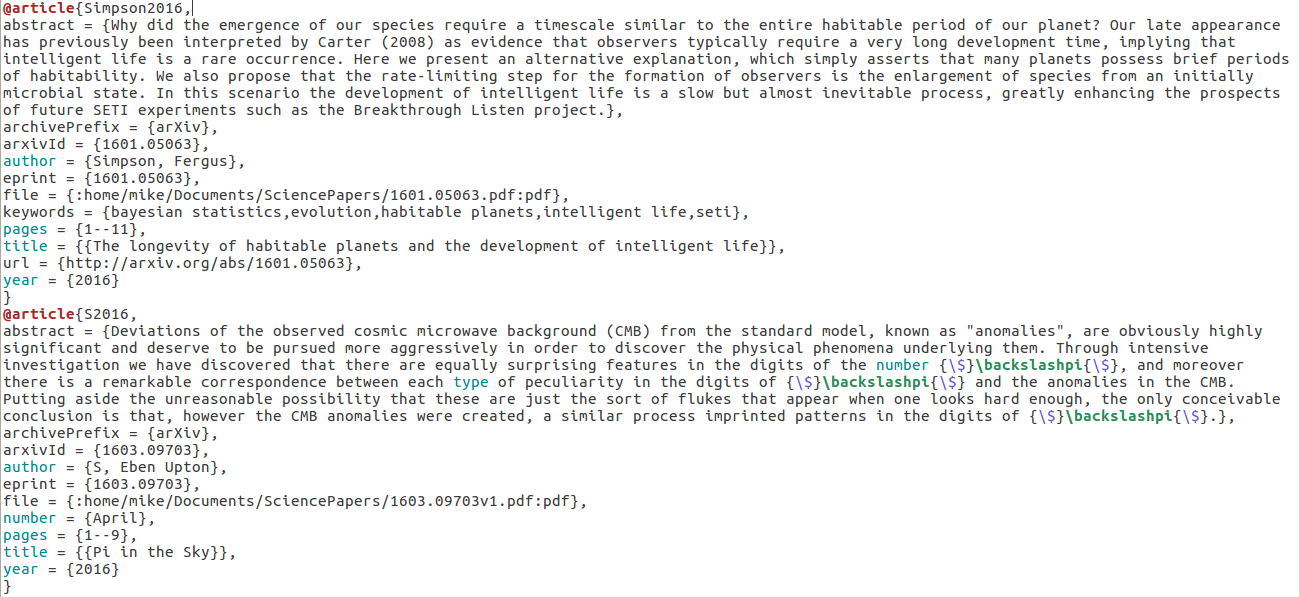 @article{Simpson2016,
abstract = {Why did the emergence of our species require a timescale similar to the entire habitable period of our planet? Our late appearance
has previously been interpreted by Carter (2008) as evidence that observers typically require a very long development time, implying that
intelligent life is a rare occurrence. Here we present an alternative explanation, which simply asserts that many planets possess brief periods
of habitability. We also propose that the rate-limiting step for the formation of observers is the enlargement of species from an initially
microbial state. In this scenario the development of intelligent life is a slow but almost inevitable process, greatly enhancing the prospects
of future SETI experiments such as the Breakthrough Listen project.},
archivePrefix = {arXiv},
arxivId = {1601.05063},
author = {Simpson, Fergus},
eprint = {1601.05063},
file = {:home/mike/Documents/SciencePapers/1601.05063.pdf:pdf},
keywords = {bayesian statistics,evolution,habitable planets,intelligent life,seti},
pages = {1--11},
title = {{The longevity of habitable planets and the development of intelligent life}},
url = {http://arxiv.org/abs/1601.05063},
year = {2016}
}
@article{S2016,
abstract = {Deviations of the observed cosmic microwave background (CMB) from the standard model, known as "anomalies", are obviously highly
significant and deserve to be pursued more aggressively in order to discover the physical phenomena underlying them. Through intensive
investigation we have discovered that there are equally surprising features in the digits of the number {\$}\backslashpi{\$}, and moreover
there is a remarkable correspondence between each type of peculiarity in the digits of {\$}\backslashpi{\$} and the anomalies in the CMB.
Putting aside the unreasonable possibility that these are just the sort of flukes that appear when one looks hard enough, the only conceivable
conclusion is that, however the CMB anomalies were created, a similar process imprinted patterns in the digits of {\$}\backslashpi{\$}.},
archivePrefix = {arXiv},
arxivId = {1603.09703},
author = {S, Eben Upton},
eprint = {1603.09703},
file = {:home/mike/Documents/SciencePapers/1603.09703v1.pdf:pdf},
number = {April},
pages = {1--9},
title = {{Pi in the Sky}},
year = {2016}
}